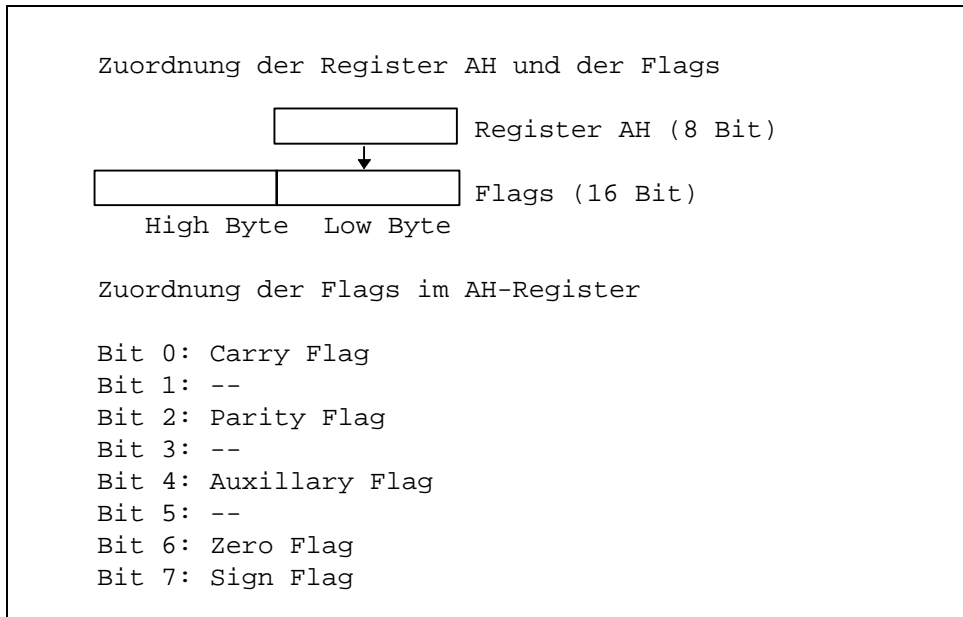 Zuordnung der Register AH und der Flags
Register AH (8 Bit)
Flags (16 Bit)
High Byte Low Byte
Zuordnung der Flags im AH-Register
Bit 0: Carry Flag
Bit 1: --
Bit 2: Parity Flag
Bit 3: --
Bit 4: Auxillary Flag
Bit 5: --
Bit 6: Zero Flag
Bit 7: Sign Flag